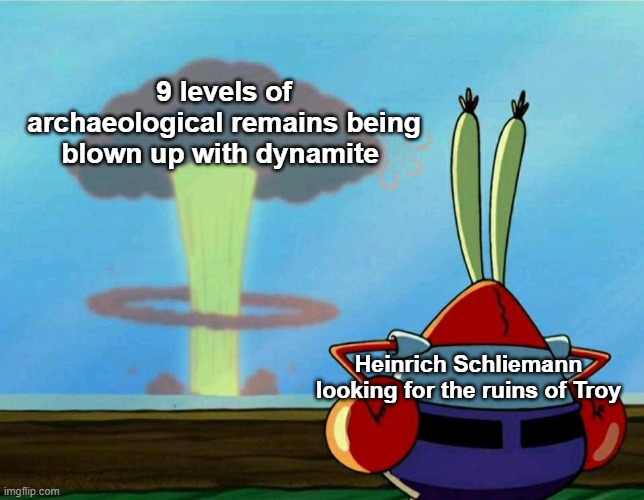 9 levels of
archaeological remains being
blown up with dynamite
Heinrich Schliemann
looking for the ruins of Troy
imgflip.com